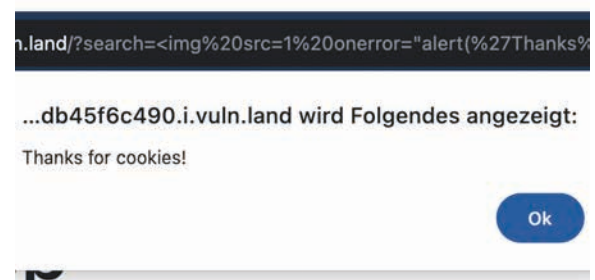 n.land/?search=<img%20src=1%20onerror="alert(%27Thanks%
...db45f6c490.i.vuln.land wird Folgendes angezeigt:
Thanks for cookies!
Ok